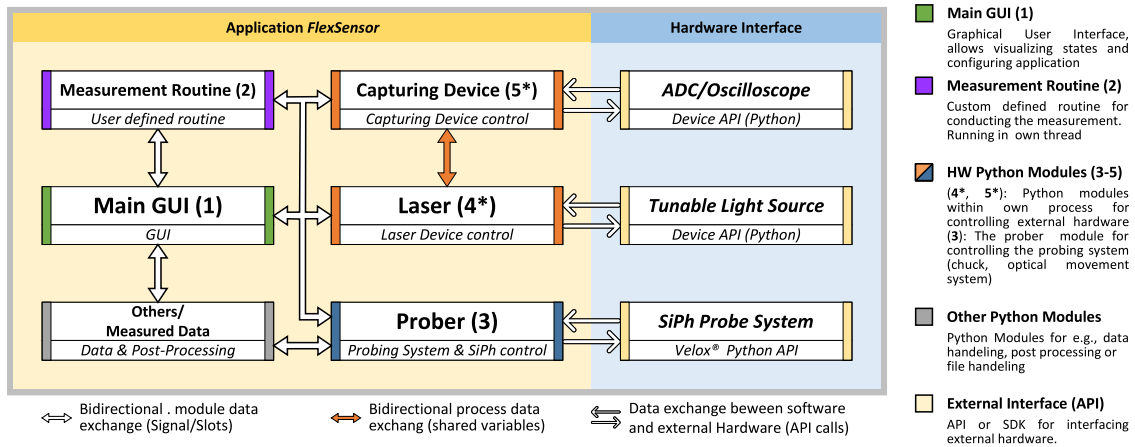 Application FlexSensor
Hardware Interface
Measurement Routine (2)
User defined routine
Capturing Device (5*)
Capturing Device control
ADC/Oscilloscope
Device API (Python)
Main GUI (1)
GUI
Laser (4*)
Laser Device control
Tunable Light Source
Device API (Python)
Others/
Measured Data
Data & Post-Processing
Prober (3)
Probing System & SiPh control
SiPh Probe System
Velox® Python API
Bidirectional . module data
exchange (Signal/Slots)
Bidirectional process data
exchang (shared variables)
Data exchange beween software
and external Hardware (API calls)
Main GUI (1)
Graphical User Interface,
allows visualizing states and
configuring application
Measurement Routine (2)
Custom defined routine for
conducting the measurement.
Running in own thread
HW Python Modules (3-5)
(4*, 5*): Python modules
within own process for
controlling external hardware
(3): The prober module for
controlling the probing system
(chuck, optical movement
system)
Other Python Modules
Python Modules for e.g., data
handeling, post processing or
file handeling
External Interface (API)
API or SDK for interfacing
external hardware.